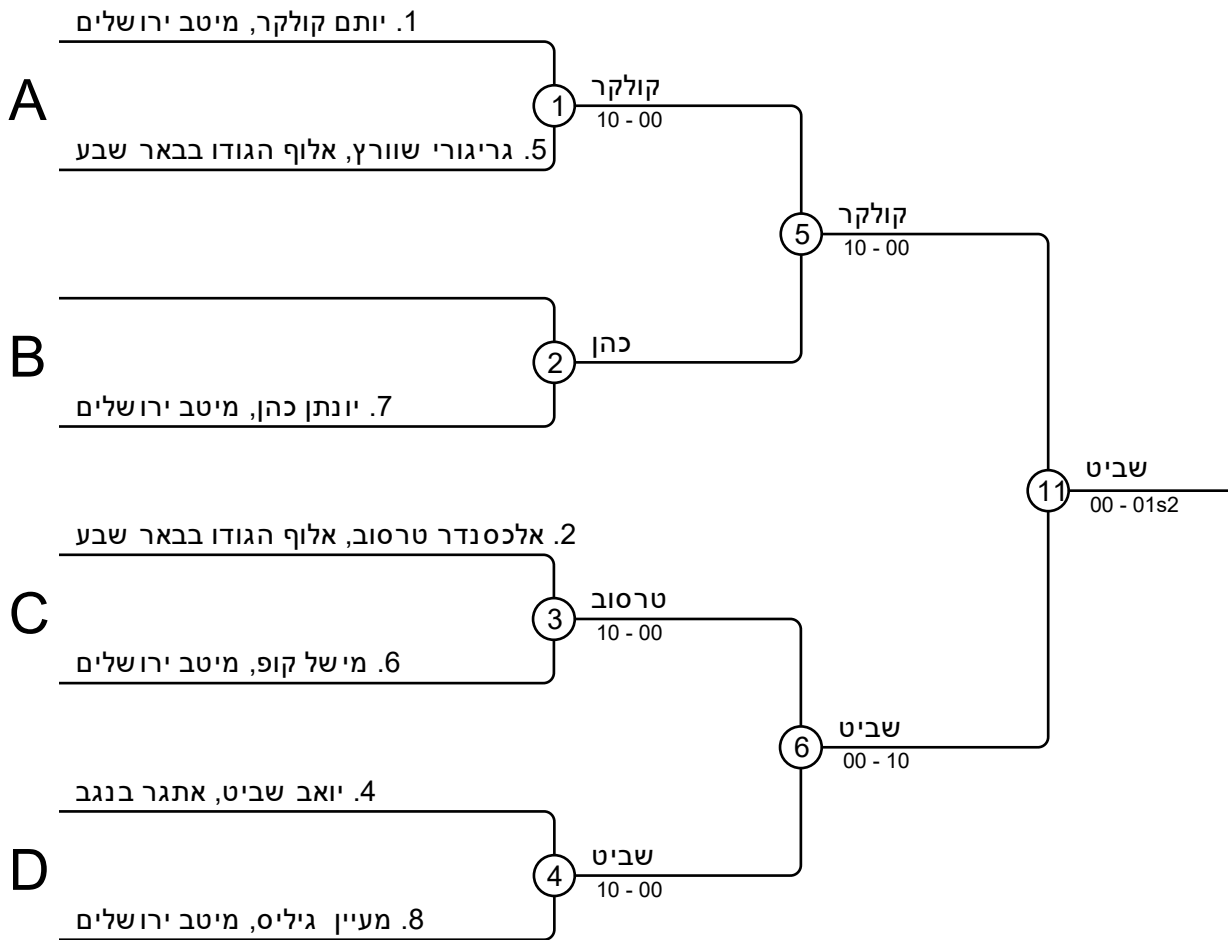 1. יותם קולקר, מיטב ירושלים
A
1
קולקר
10 - 00
5. גריגורי שוורץ, אלוף הגודו בבאר שבע
5
קולקר
10 - 00
B
2
כהן
7. יונתן כהן, מיטב ירושלים
11
שביט
00 - 01s2
2. אלכסנדר טרסוב, אלוף הגודו בבאר שבע
C
3
טרסוב
10 - 00
6. מישל קופ, מיטב ירושלים
6
שביט
00 - 10
4. יואב שביט, אתגר בנגב
D
4
שביט
10 - 00
8. מעיין גיליס, מיטב ירושלים